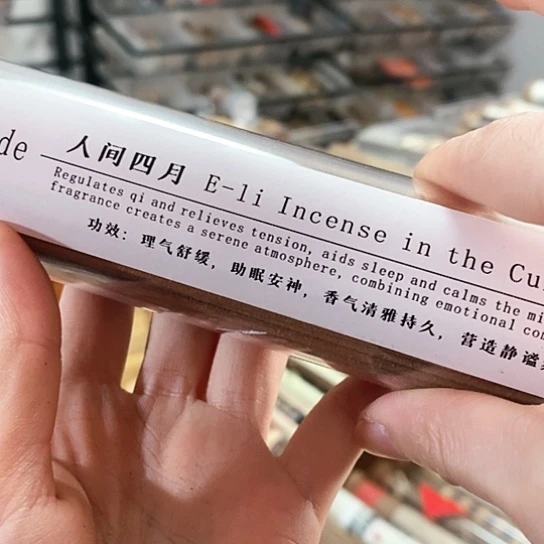 de 人间四月 E-li Incense in the Cu
Regulates qi and relieves tension, aids sleep and calms the mi
fragrance creates a serene atmosphere, combining emotional com
功效：理气舒缓，助眠安神，香气清雅持久，营造静谧